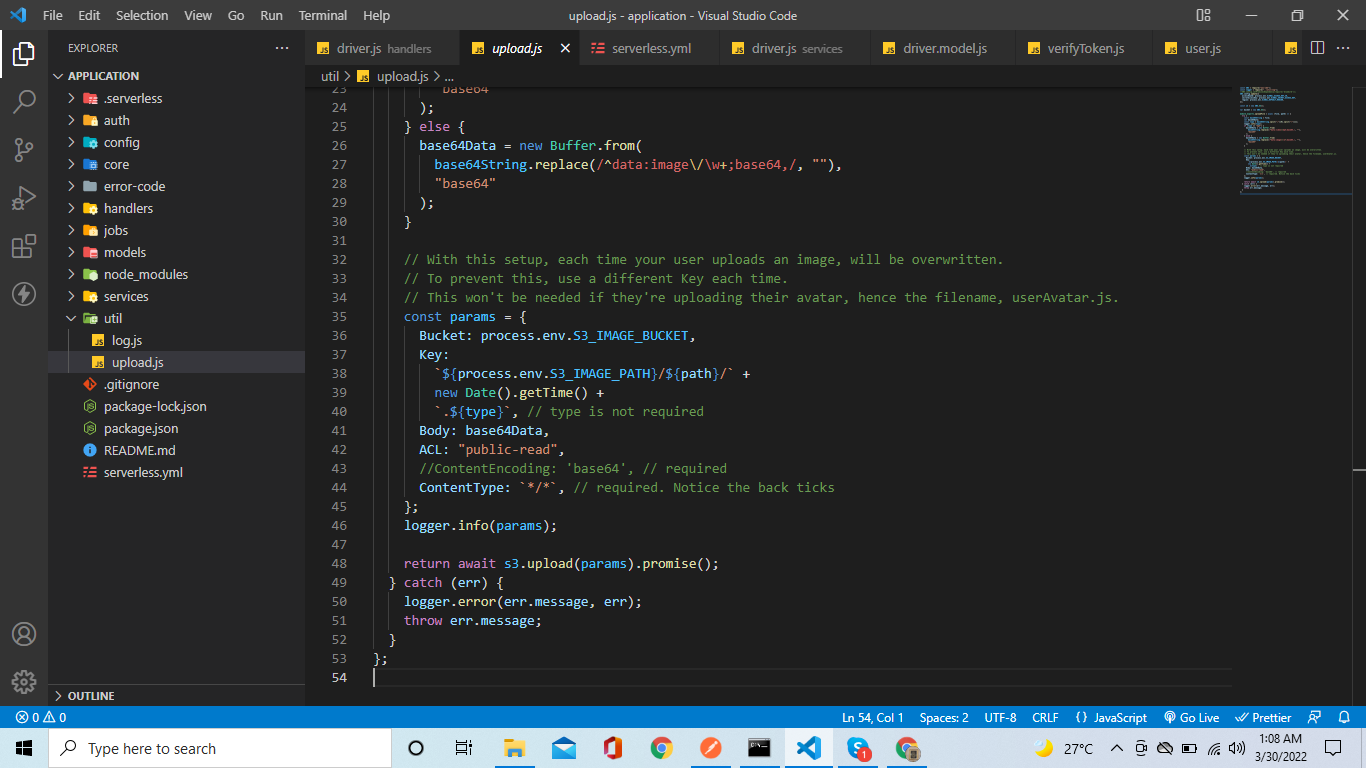 File Edit Selection View Go Run Terminal Help
upload.js - application - Visual Studio Code
EXPLORER
APPLICATION
.serverless
auth
config
core
error-code
handlers
jobs
models
node_modules
services
util
log.js
upload.js
.gitignore
package-lock.json
package.json
README.md
serverless.yml
OUTLINE
driver.js handlers
upload.js
serverless.yml
driver.js services
driver.model.js
verifyToken.js
user.js
util > upload.js > ...
23 "base64"
24 );
25 } else {
26 base64Data = new Buffer.from(
27 base64String.replace(/^data:image\/\w+;base64,/, ""),
28 "base64"
29 );
30 }
31
32 // With this setup, each time your user uploads an image, will be overwritten.
33 // To prevent this, use a different Key each time.
34 // This won't be needed if they're uploading their avatar, hence the filename, userAvatar.js.
35 const params = {
36 Bucket: process.env.S3_IMAGE_BUCKET,
37 Key:
38 `${process.env.S3_IMAGE_PATH}/${path}/` +
39 new Date().getTime() +
40 `.${type}`, // type is not required
41 Body: base64Data,
42 ACL: "public-read",
43 //ContentEncoding: 'base64', // required
44 ContentType: `*/*`, // required. Notice the back ticks
45 };
46 logger.info(params);
47
48 return await s3.upload(params).promise();
49 } catch (err) {
50 logger.error(err.message, err);
51 throw err.message;
52 }
53 };
54
0 0
Ln 54, Col 1 Spaces: 2 UTF-8 CRLF {} JavaScript Go Live Prettier
Type here to search
1
27°C
1:08 AM
3/30/2022